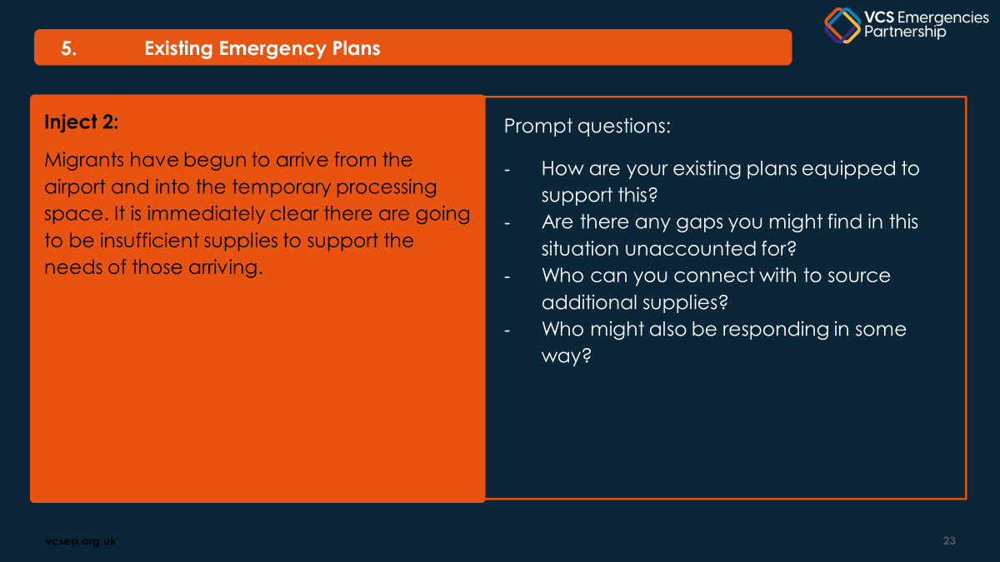 VCS Emergencies
Partnership
5. Existing Emergency Plans
Inject 2:
Migrants have begun to arrive from the
airport and into the temporary processing
space. It is immediately clear there are going
to be insufficient supplies to support the
needs of those arriving.
Prompt questions:
- How are your existing plans equipped to
support this?
- Are there any gaps you might find in this
situation unaccounted for?
- Who can you connect with to source
additional supplies?
- Who might also be responding in some
way?
vcsep.org.uk
23